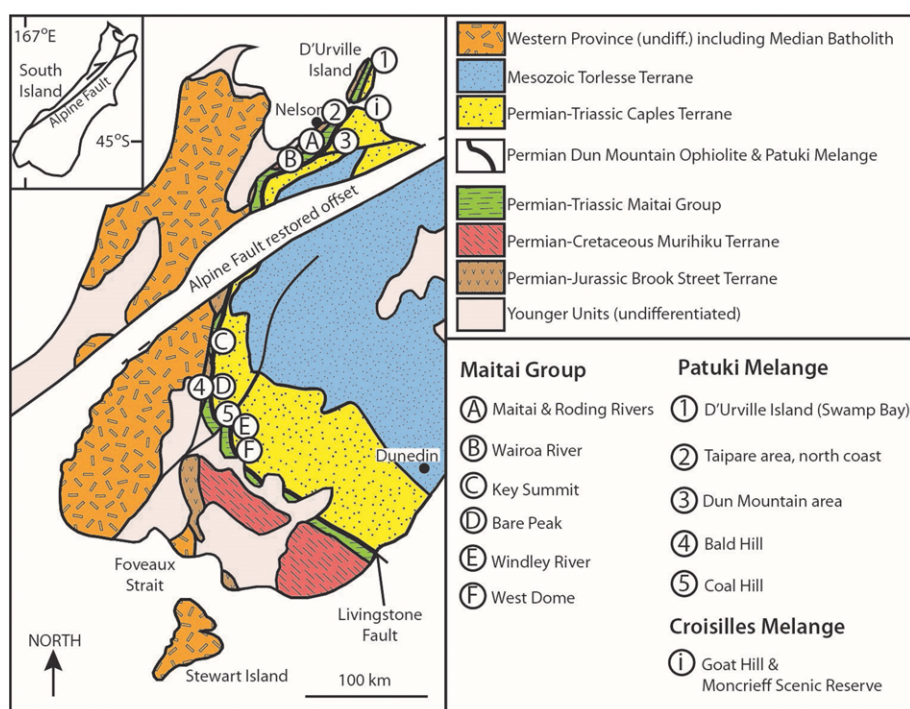 167°E
South
Island
Alpine Fault
45°S
D'Urville
Island
1
Nelson
2
i
A
3
B
Alpine Fault restored offset
C
4
D
5
E
F
Dunedin
Foveaux
Strait
Livingstone
Fault
NORTH
Stewart Island
100 km
Western Province (undiff.) including Median Batholith
Mesozoic Torlesse Terrane
Permian-Triassic Caples Terrane
Permian Dun Mountain Ophiolite & Patuki Melange
Permian-Triassic Maitai Group
Permian-Cretaceous Murihiku Terrane
Permian-Jurassic Brook Street Terrane
Younger Units (undifferentiated)
Maitai Group
A Maitai & Roding Rivers
B Wairoa River
C Key Summit
D Bare Peak
E Windley River
F West Dome
Patuki Melange
1 D'Urville Island (Swamp Bay)
2 Taipare area, north coast
3 Dun Mountain area
4 Bald Hill
5 Coal Hill
Croisilles Melange
i Goat Hill &
Moncrieff Scenic Reserve